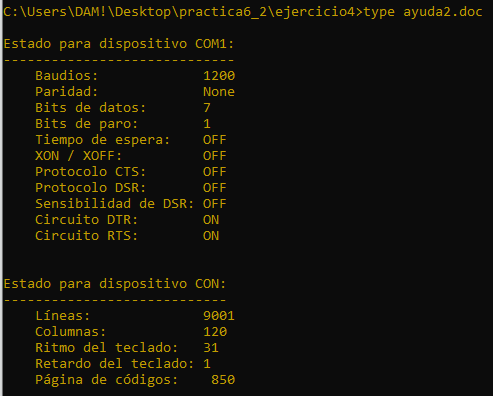 C:\Users\DAM!\Desktop\practica6_2\ejercicio4>type ayuda2.doc
Estado para dispositivo COM1:
-----------------------------
Baudios: 1200
Paridad: None
Bits de datos: 7
Bits de paro: 1
Tiempo de espera: OFF
XON / XOFF: OFF
Protocolo CTS: OFF
Protocolo DSR: OFF
Sensibilidad de DSR: OFF
Circuito DTR: ON
Circuito RTS: ON
Estado para dispositivo CON:
----------------------------
Líneas: 9001
Columnas: 120
Ritmo del teclado: 31
Retardo del teclado: 1
Página de códigos: 850